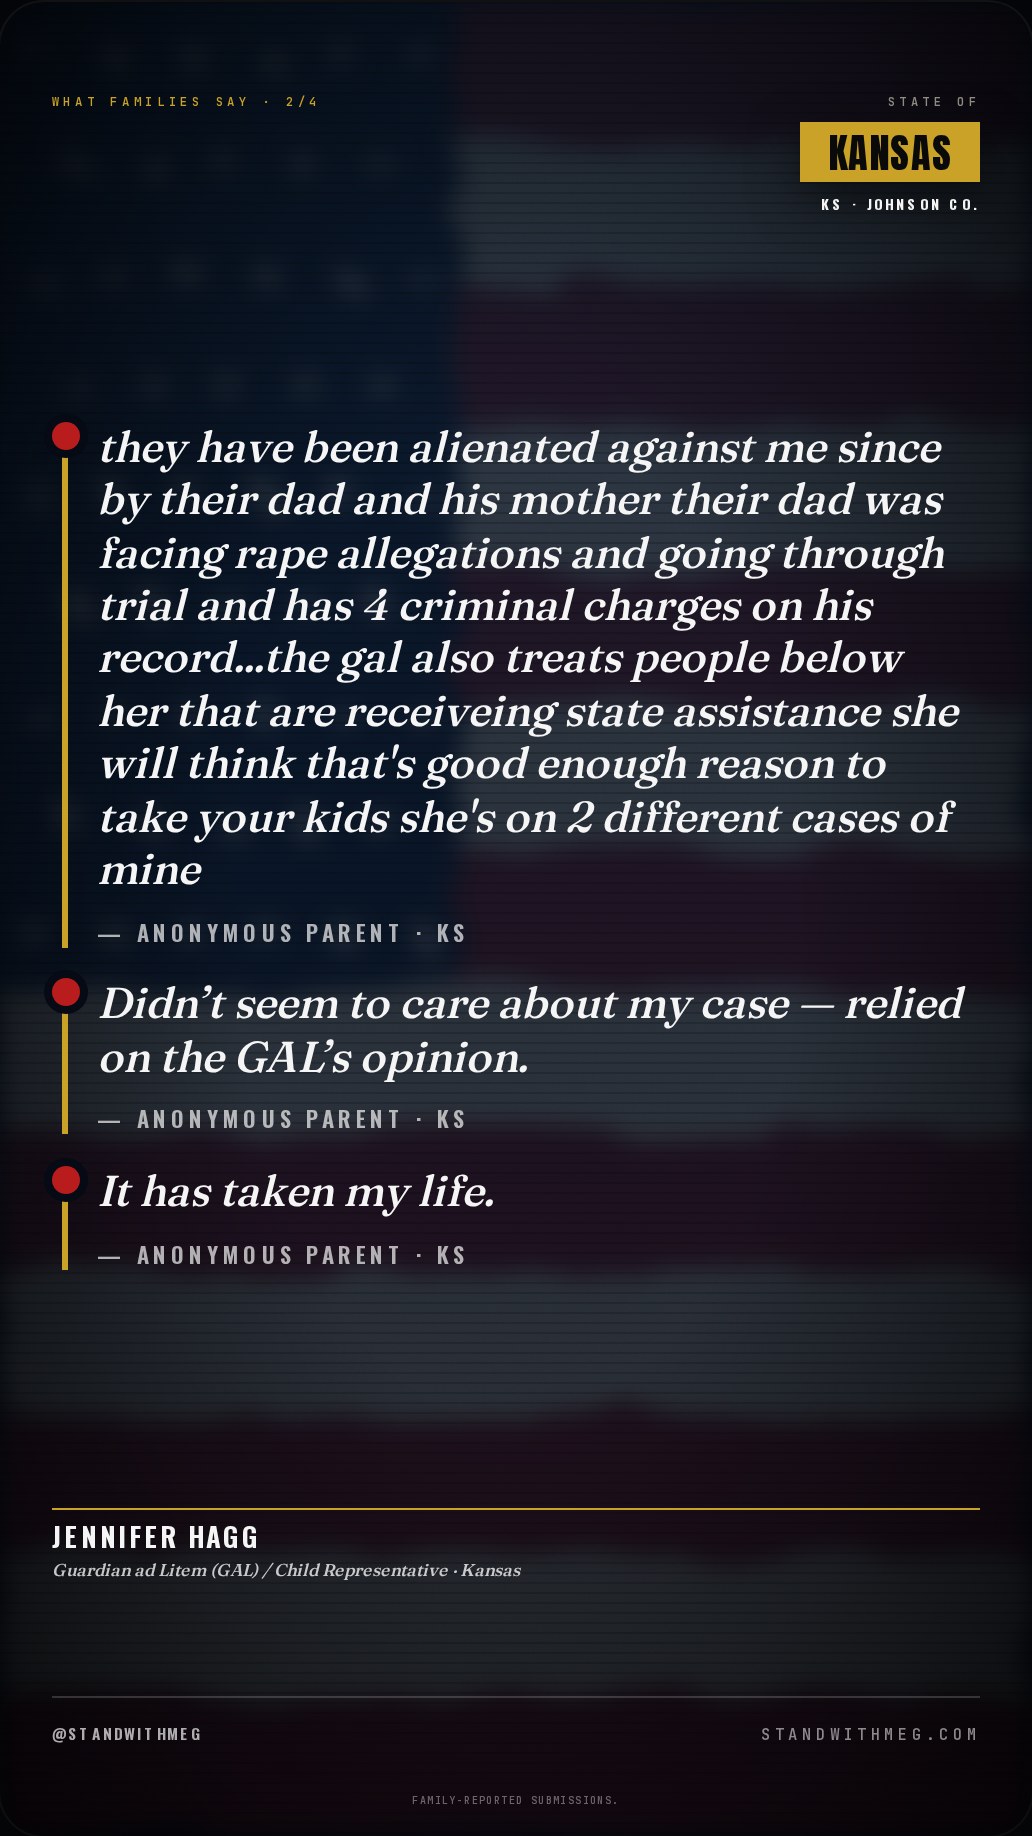 WHAT FAMILIES SAY · 2/4
STATE OF
KANSAS
KS · JOHNSON CO.
they have been alienated against me since
by their dad and his mother their dad was
facing rape allegations and going through
trial and has 4 criminal charges on his
record...the gal also treats people below
her that are receiveing state assistance she
will think that's good enough reason to
take your kids she's on 2 different cases of
mine
— ANONYMOUS PARENT · KS
Didn’t seem to care about my case — relied
on the GAL’s opinion.
— ANONYMOUS PARENT · KS
It has taken my life.
— ANONYMOUS PARENT · KS
JENNIFER HAGG
Guardian ad Litem (GAL) / Child Representative · Kansas
@STANDWITHMEG
STANDWITHMEG.COM
FAMILY-REPORTED SUBMISSIONS.